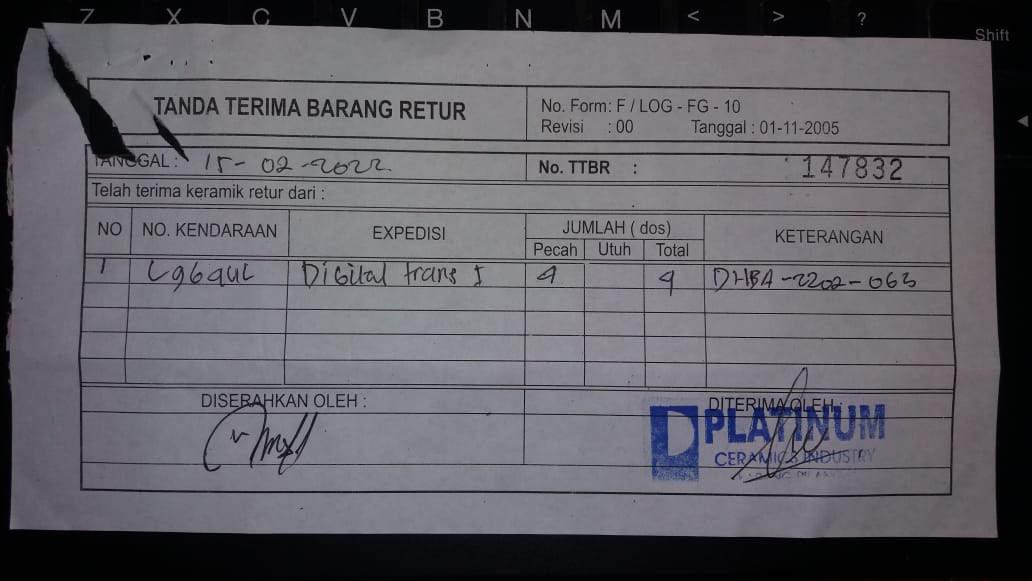 Z X C V B N M < > ?
Shift
TANDA TERIMA BARANG RETUR
No. Form: F / LOG - FG - 10
Revisi : 00 Tanggal : 01-11-2005
TANGGAL : 15-02-2022
No. TTBR : 147832
Telah terima keramik retur dari :
NO NO. KENDARAAN EXPEDISI JUMLAH ( dos) KETERANGAN
Pecah Utuh Total
1 Digital trans 4 4 DHBA-2202-063
DISERAHKAN OLEH : DITERIMA OLEH :
PLATINUM
CERAMICS INDUSTRY